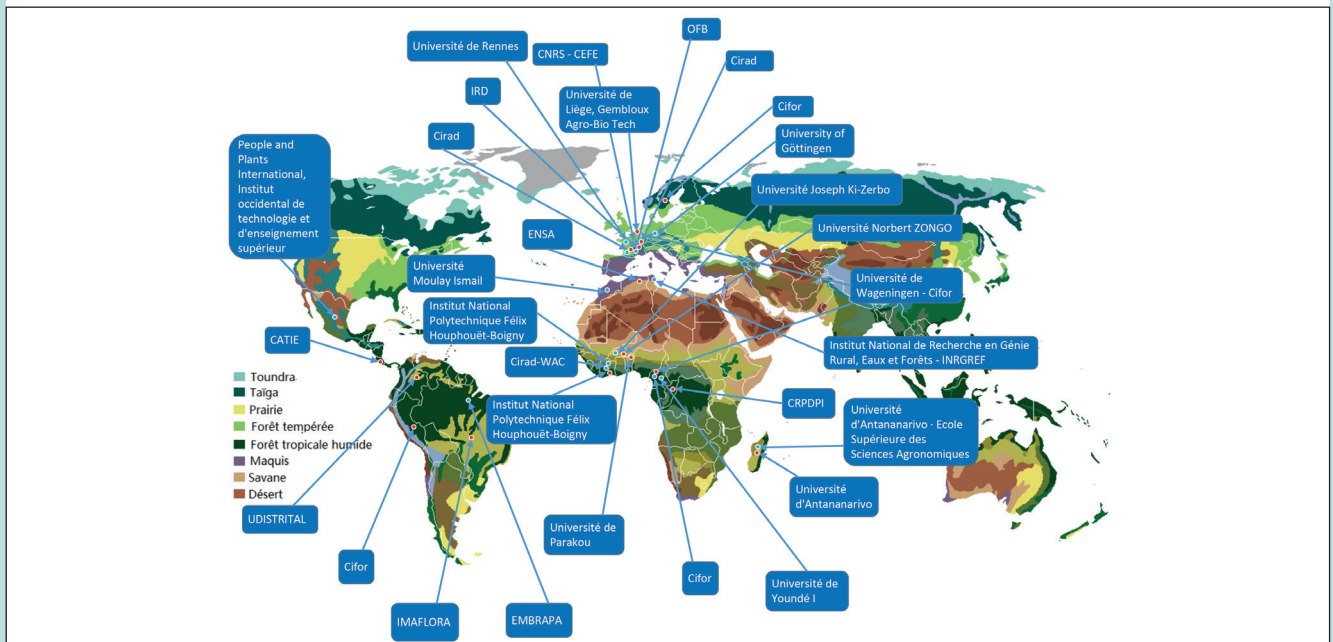 OFB
Université de Rennes
CNRS - CEFE
Cirad
IRD
Université de
Liège, Gembloux
Agro-Bio Tech
Cifor
Cirad
University of
Göttingen
People and
Plants
International,
Institut
occidental de
technologie et
d'enseignement
supérieur
Université Joseph Ki-Zerbo
ENSA
Université Norbert ZONGO
Université
Moulay Ismail
Université de
Wageningen - Cifor
Institut National
Polytechnique Félix
Houphouët-Boigny
CATIE
Institut National de Recherche en Génie
Rural, Eaux et Forêts - INRGREF
Cirad-WAC
Toundra
Taïga
Prairie
Forêt tempérée
Forêt tropicale humide
Maquis
Savane
Désert
Institut National
Polytechnique Félix
Houphouët-Boigny
CRPDPI
Université
d'Antananarivo - Ecole
Supérieure des
Sciences Agronomiques
Université
d'Antananarivo
UDISTRITAL
Université de
Parakou
Cifor
Cifor
Université de
Youndé I
IMAFLORA
EMBRAPA